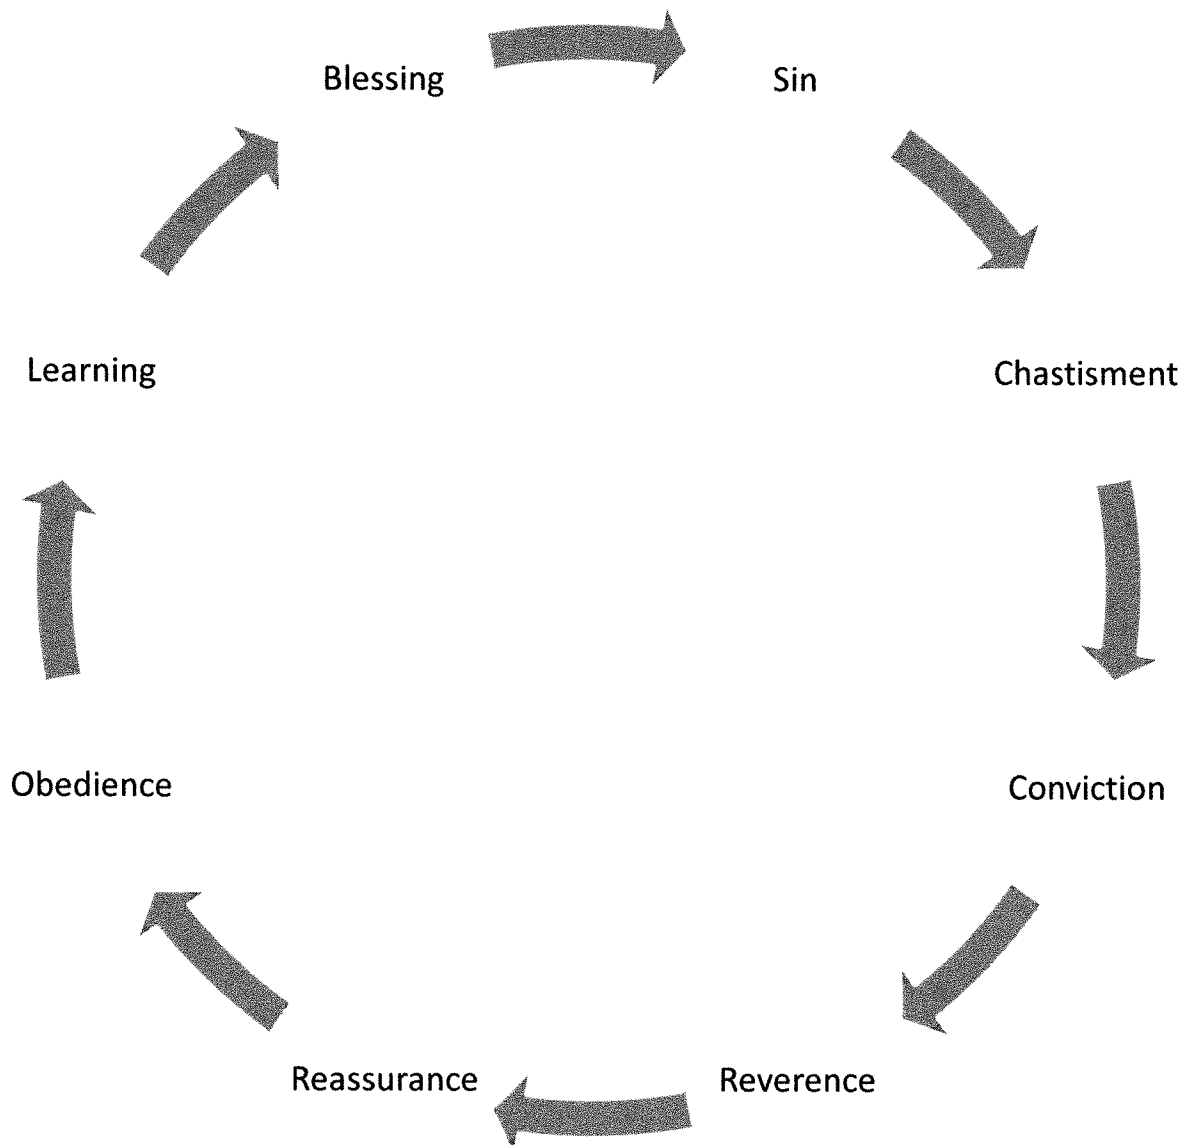 Blessing
Sin
Chastisment
Conviction
Reverence
Reassurance
Obedience
Learning